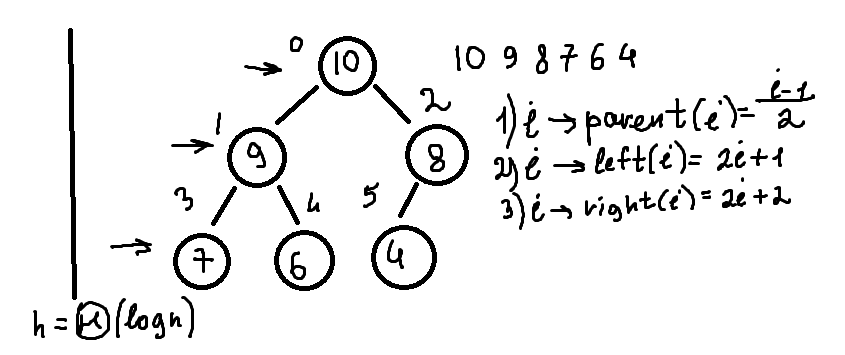 0
10
10 9 8 7 6 4
1
2
1) i → parent(i) = i-1/2
9
8
2) i → left(i) = 2i+1
3
4
5
3) i → right(i) = 2i+2
7
6
4
h = Θ(log n)